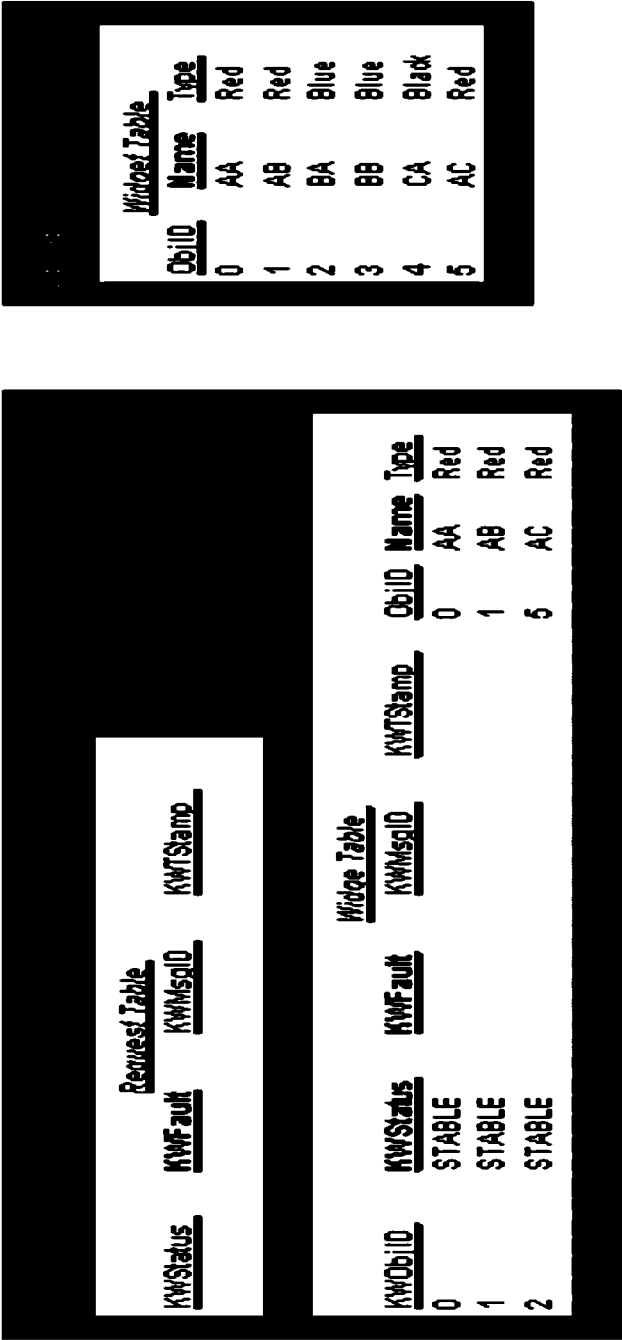 Request Table
KWStatus KWFault KWMsgID KWTStamp
Widge Table
KWObjID KWStatus KWFault KWMsgID KWTStamp ObjID Name Type
0 STABLE 0 AA Red
1 STABLE 1 AB Red
2 STABLE 5 AC Red
Widget Table
ObjID Name Type
0 AA Red
1 AB Red
2 BA Blue
3 BB Blue
4 CA Black
5 AC Red